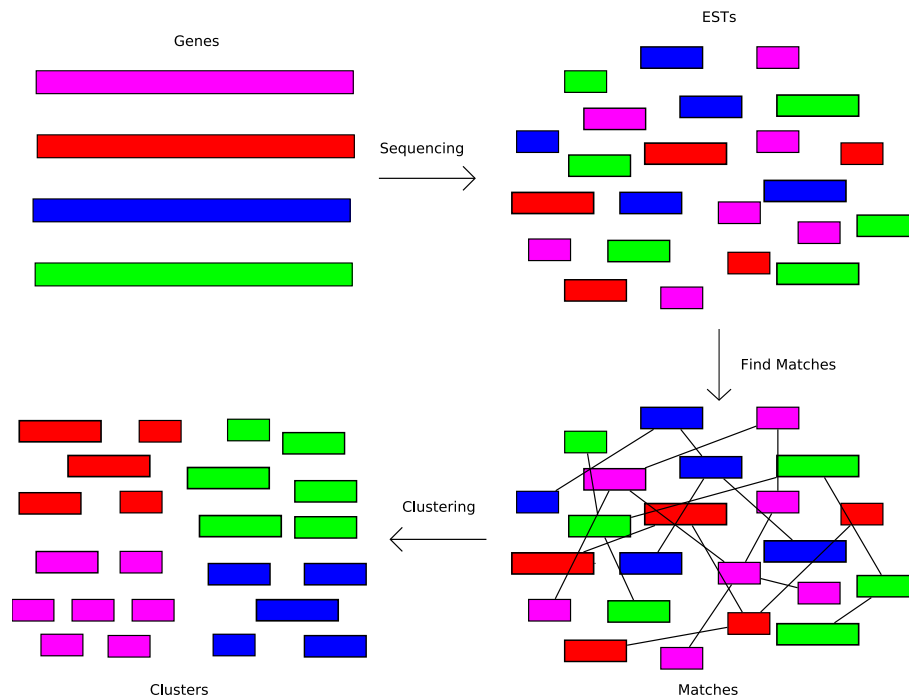 ESTs
Genes
Sequencing
Find Matches
Clustering
Clusters
Matches